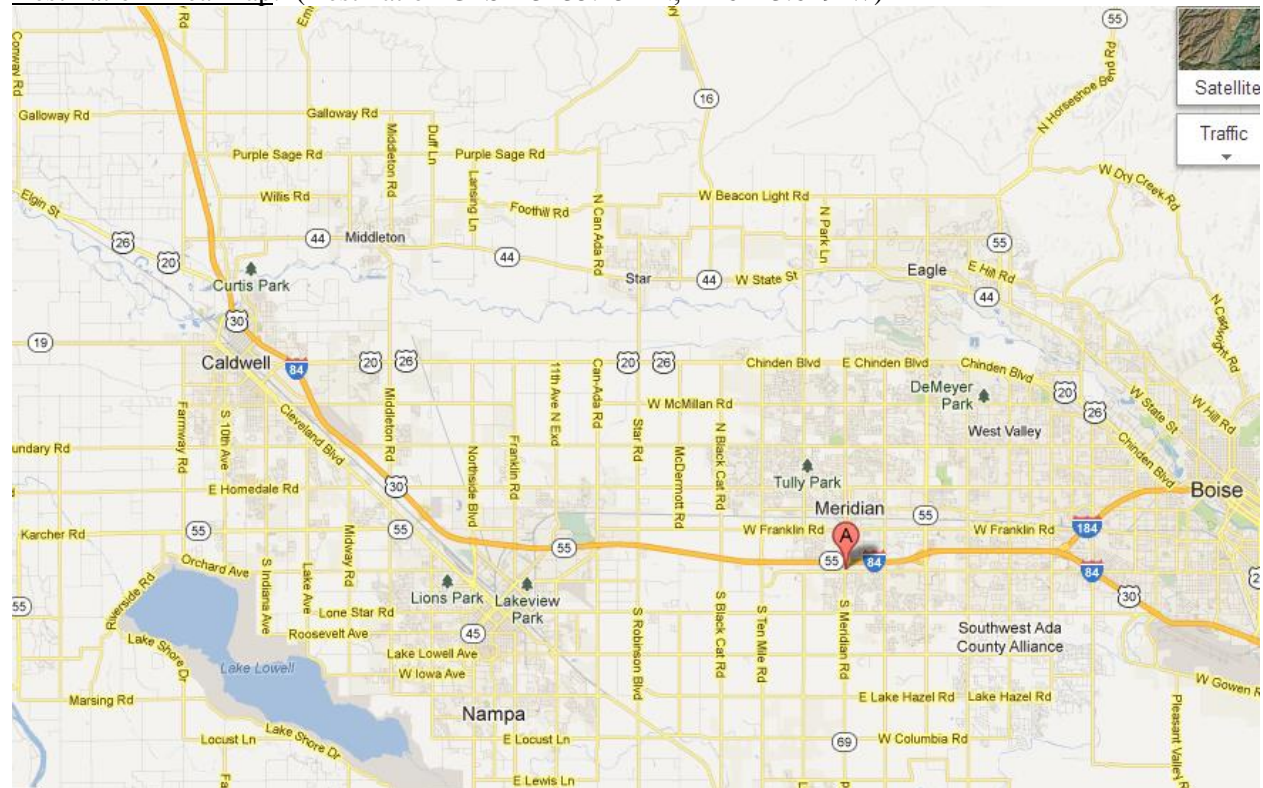 55
Conway Rd
Satellite
N Horseshoe Bend Rd
16
Galloway Rd
Galloway Rd
Middleton Rd
Duff Ln
Traffic
Purple Sage Rd
Purple Sage Rd
W Dry Creek Rd
Lansing Ln
Elgin St
Willis Rd
Foothill Rd
N Can Ada Rd
W Beacon Light Rd
N Park Ln
26
44
Middleton
55
20
44
Star
44
W State St
Eagle
E Hill Rd
Curtis Park
44
N Cartwright Rd
30
19
Caldwell
84
20
26
20
26
Chinden Blvd
E Chinden Blvd
Chinden Blvd
11th Ave N Exd
Can-Ada Rd
DeMeyer
Park
20
26
W State St
W Hill Rd
Farmway Rd
S 10th Ave
Cleveland Blvd
Middleton Rd
W McMillan Rd
Star Rd
West Valley
Chinden Blvd
undary Rd
Northside Blvd
Franklin Rd
McDermott Rd
N Black Cat Rd
Tully Park
E Homedale Rd
30
Boise
Meridian
Karcher Rd
55
55
55
W Franklin Rd
55
W Franklin Rd
184
A
55
84
84
Orchard Ave
S Indiana Ave
Lake Ave
Midway Rd
Lions Park
Lakeview
Park
30
2
55
Riverside Rd
Lone Star Rd
S Robinson Blvd
S Black Cat Rd
S Ten Mile Rd
S Meridian Rd
Roosevelt Ave
45
Southwest Ada
County Alliance
Lake Shore Dr
Lake Lowell
Lake Lowell Ave
W Iowa Ave
W Gowen R
Marsing Rd
E Lake Hazel Rd
Lake Hazel Rd
Nampa
Pleasant Valley R
Locust Ln
Lake Shore Dr
E Locust Ln
69
W Columbia Rd
E Lewis Ln